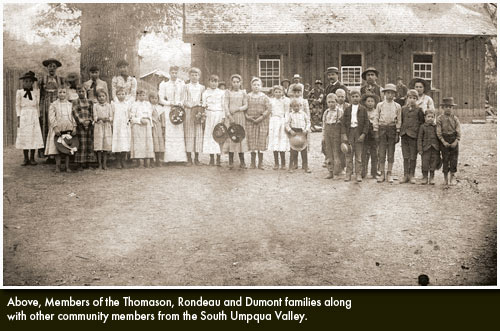 Above, Members of the Thomason, Rondeau and Dumont families along
with other community members from the South Umpqua Valley.